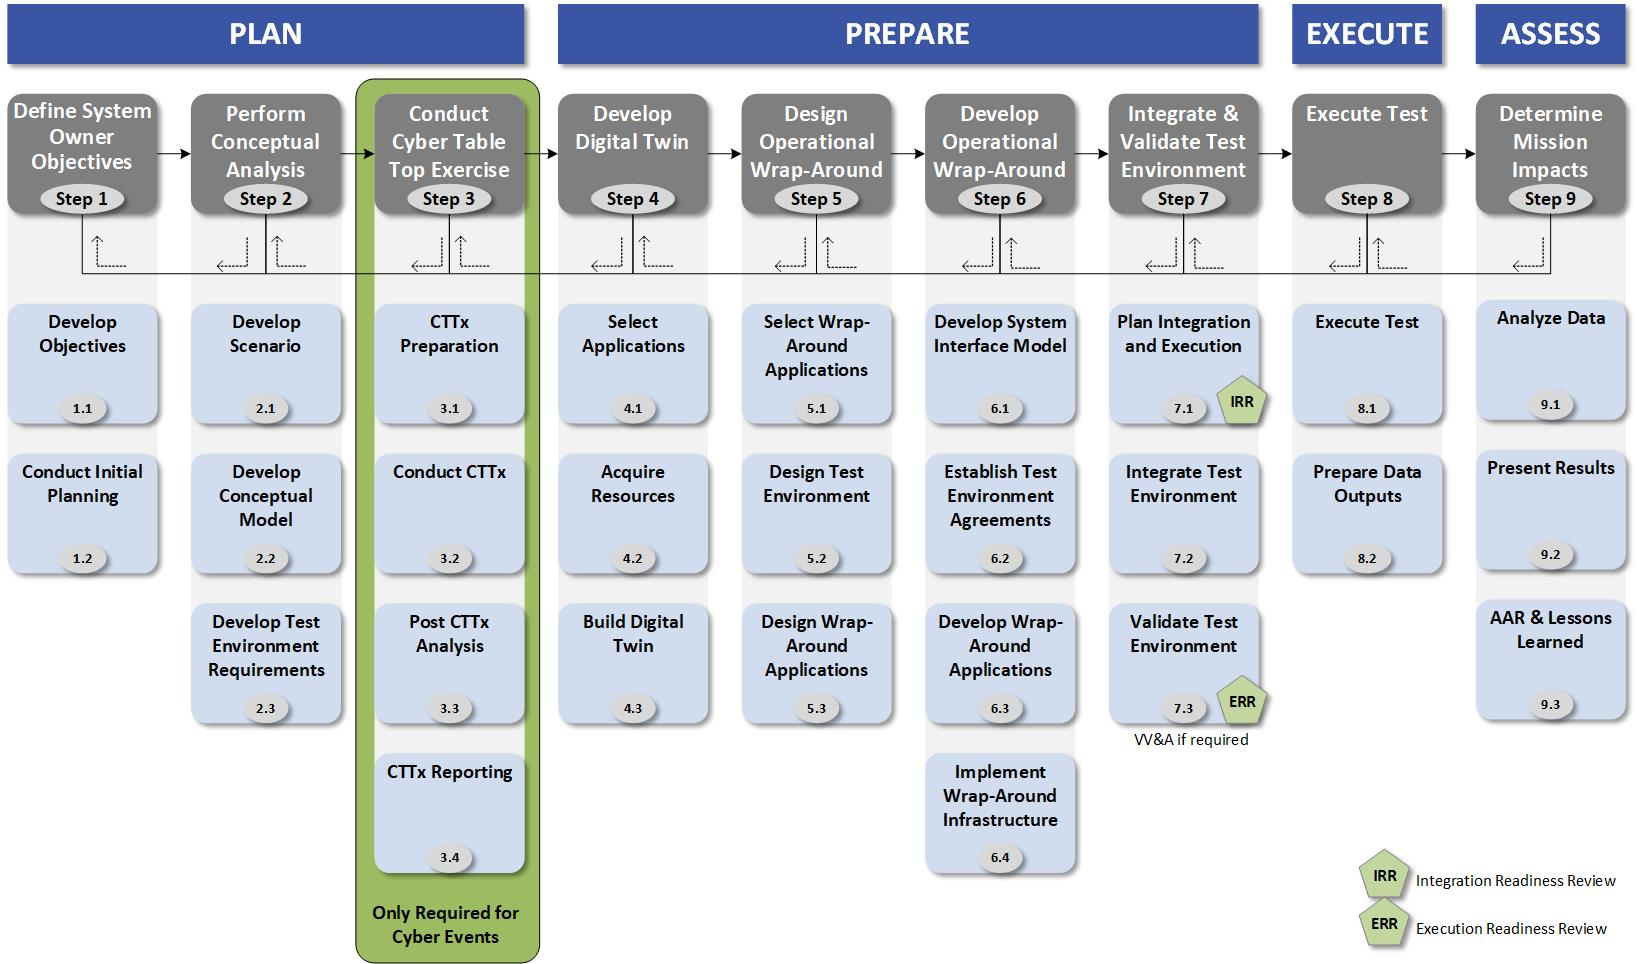 PLAN
PREPARE
EXECUTE
ASSESS
Define System
Owner
Objectives
Step 1
Perform
Conceptual
Analysis
Step 2
Conduct
Cyber Table
Top Exercise
Step 3
Develop
Digital Twin
Step 4
Design
Operational
Wrap-Around
Step 5
Develop
Operational
Wrap-Around
Step 6
Integrate &
Validate Test
Environment
Step 7
Execute Test
Step 8
Determine
Mission
Impacts
Step 9
Develop
Objectives
1.1
Conduct Initial
Planning
1.2
Develop
Scenario
2.1
Develop
Conceptual
Model
2.2
Develop Test
Environment
Requirements
2.3
CTTx
Preparation
3.1
Conduct CTTx
3.2
Post CTTx
Analysis
3.3
CTTx Reporting
3.4
Only Required for
Cyber Events
Select
Applications
4.1
Acquire
Resources
4.2
Build Digital
Twin
4.3
Select Wrap-
Around
Applications
5.1
Design Test
Environment
5.2
Design Wrap-
Around
Applications
5.3
Develop System
Interface Model
6.1
Establish Test
Environment
Agreements
6.2
Develop Wrap-
Around
Applications
6.3
Implement
Wrap-Around
Infrastructure
6.4
Plan Integration
and Execution
7.1
IRR
Integrate Test
Environment
7.2
Validate Test
Environment
7.3
ERR
VV&A if required
Execute Test
8.1
Prepare Data
Outputs
8.2
Analyze Data
9.1
Present Results
9.2
AAR & Lessons
Learned
9.3
IRR
Integration Readiness Review
ERR
Execution Readiness Review